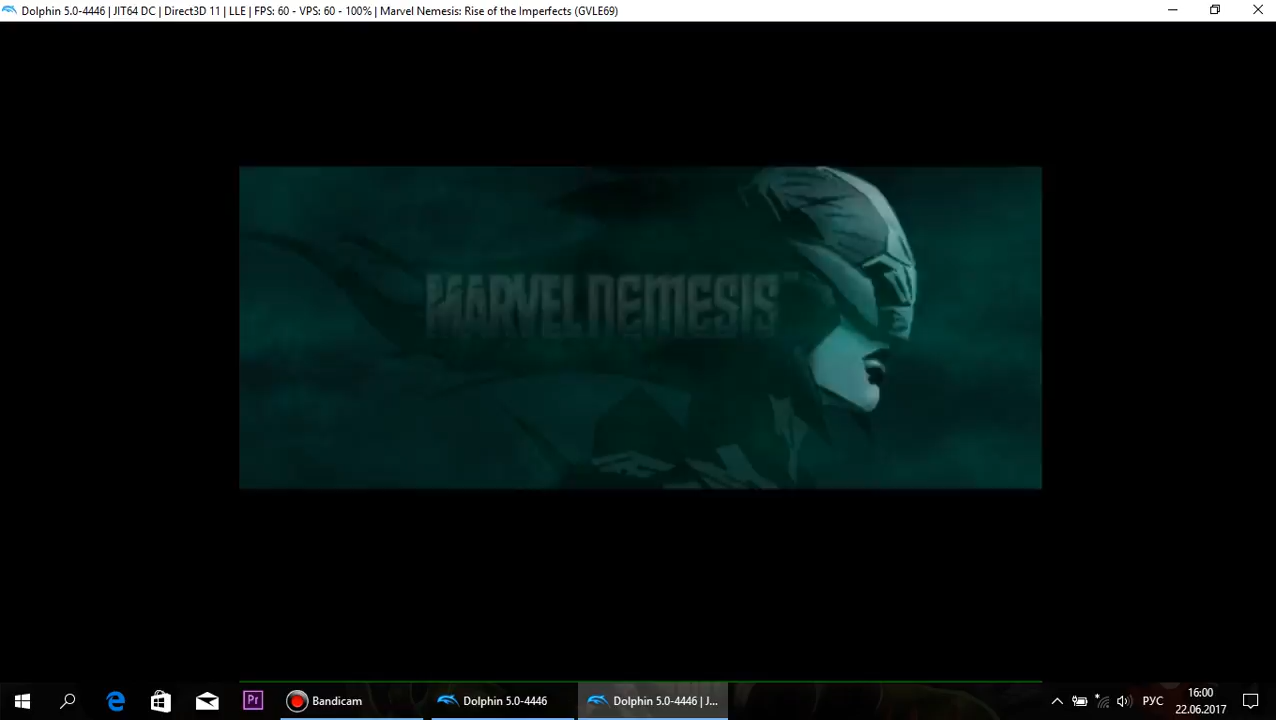 Dolphin 5.0-4446 | JIT64 DC | Direct3D 11 | LLE | FPS: 60 - VPS: 60 - 100% | Marvel Nemesis: Rise of the Imperfects (GVLE69)
MARVEL NEMESIS
Pr
Bandicam
Dolphin 5.0-4446
Dolphin 5.0-4446 | J...
РУС
16:00
22.06.2017